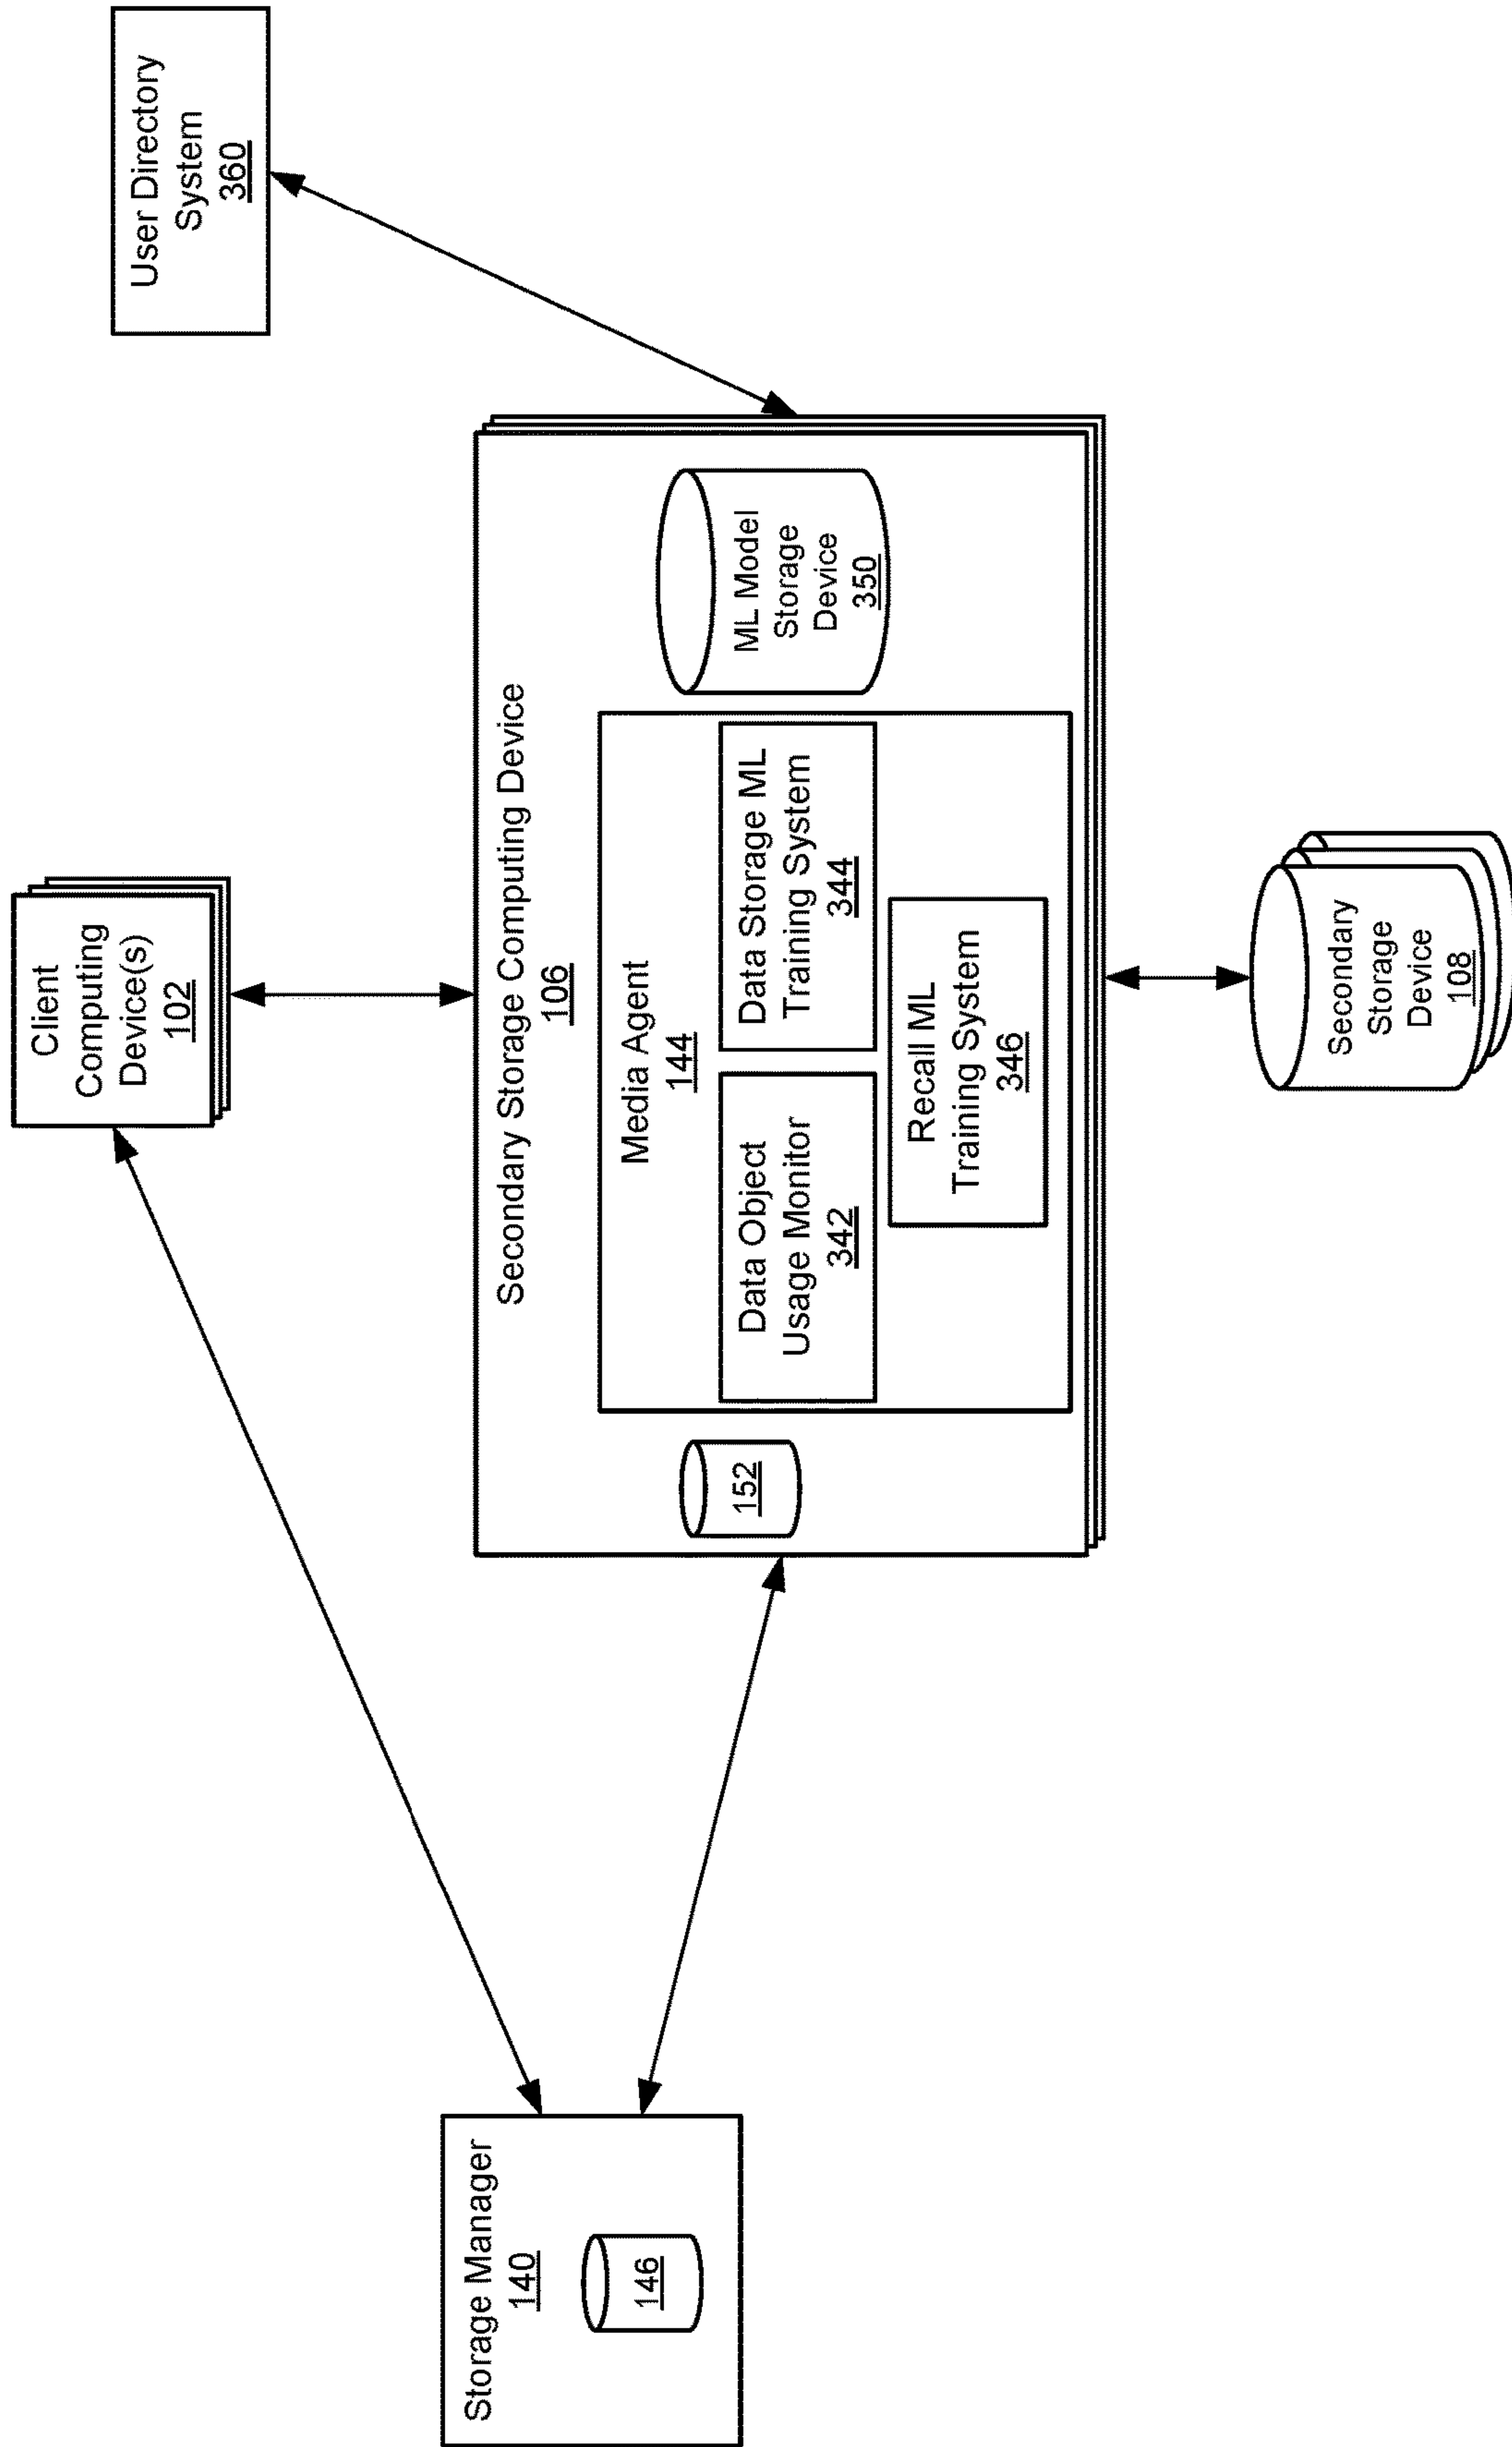 Client
Computing
Device(s)
102
User Directory
System
360
Storage Manager
140
146
Secondary Storage Computing Device
106
152
Media Agent
144
Data Object
Usage Monitor
342
Data Storage ML
Training System
344
Recall ML
Training System
346
ML Model
Storage
Device
350
Secondary
Storage
Device
108